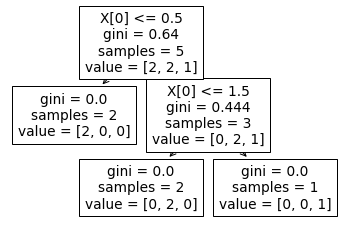 X[0] <= 0.5
gini = 0.64
samples = 5
value = [2, 2, 1]
gini = 0.0
samples = 2
value = [2, 0, 0]
X[0] <= 1.5
gini = 0.444
samples = 3
value = [0, 2, 1]
gini = 0.0
samples = 2
value = [0, 2, 0]
gini = 0.0
samples = 1
value = [0, 0, 1]